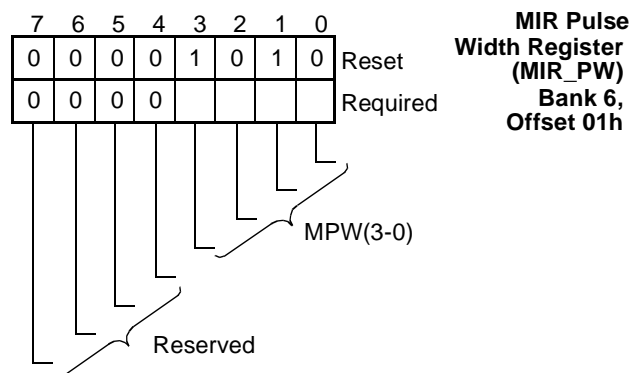 7 6 5 4 3 2 1 0
0 0 0 0 1 0 1 0 Reset
0 0 0 0 Required
MIR Pulse
Width Register
(MIR_PW)
Bank 6,
Offset 01h
MPW(3-0)
Reserved